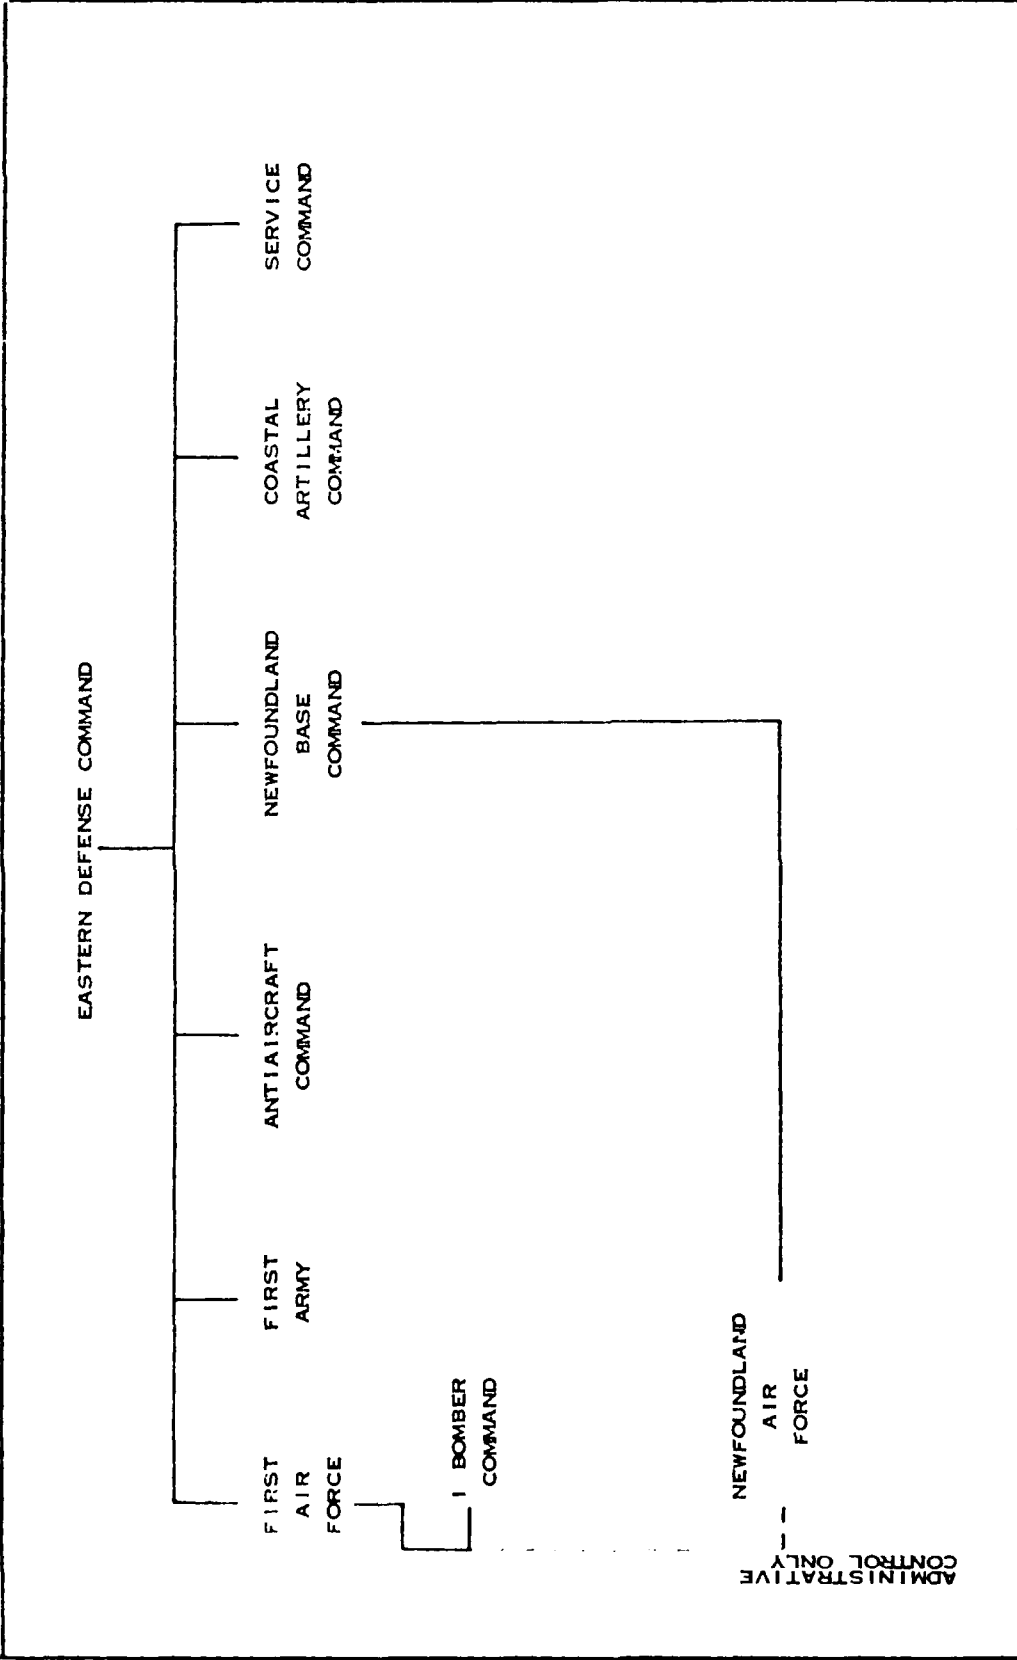 EASTERN DEFENSE COMMAND
FIRST
AIR
FORCE
FIRST
ARMY
ANTIAIRCRAFT
COMMAND
NEWFOUNDLAND
BASE
COMMAND
COASTAL
ARTILLERY
COMMAND
SERVICE
COMMAND
I BOMBER
COMMAND
NEWFOUNDLAND
AIR
FORCE
ADMINISTRATIVE
CONTROL ONLY